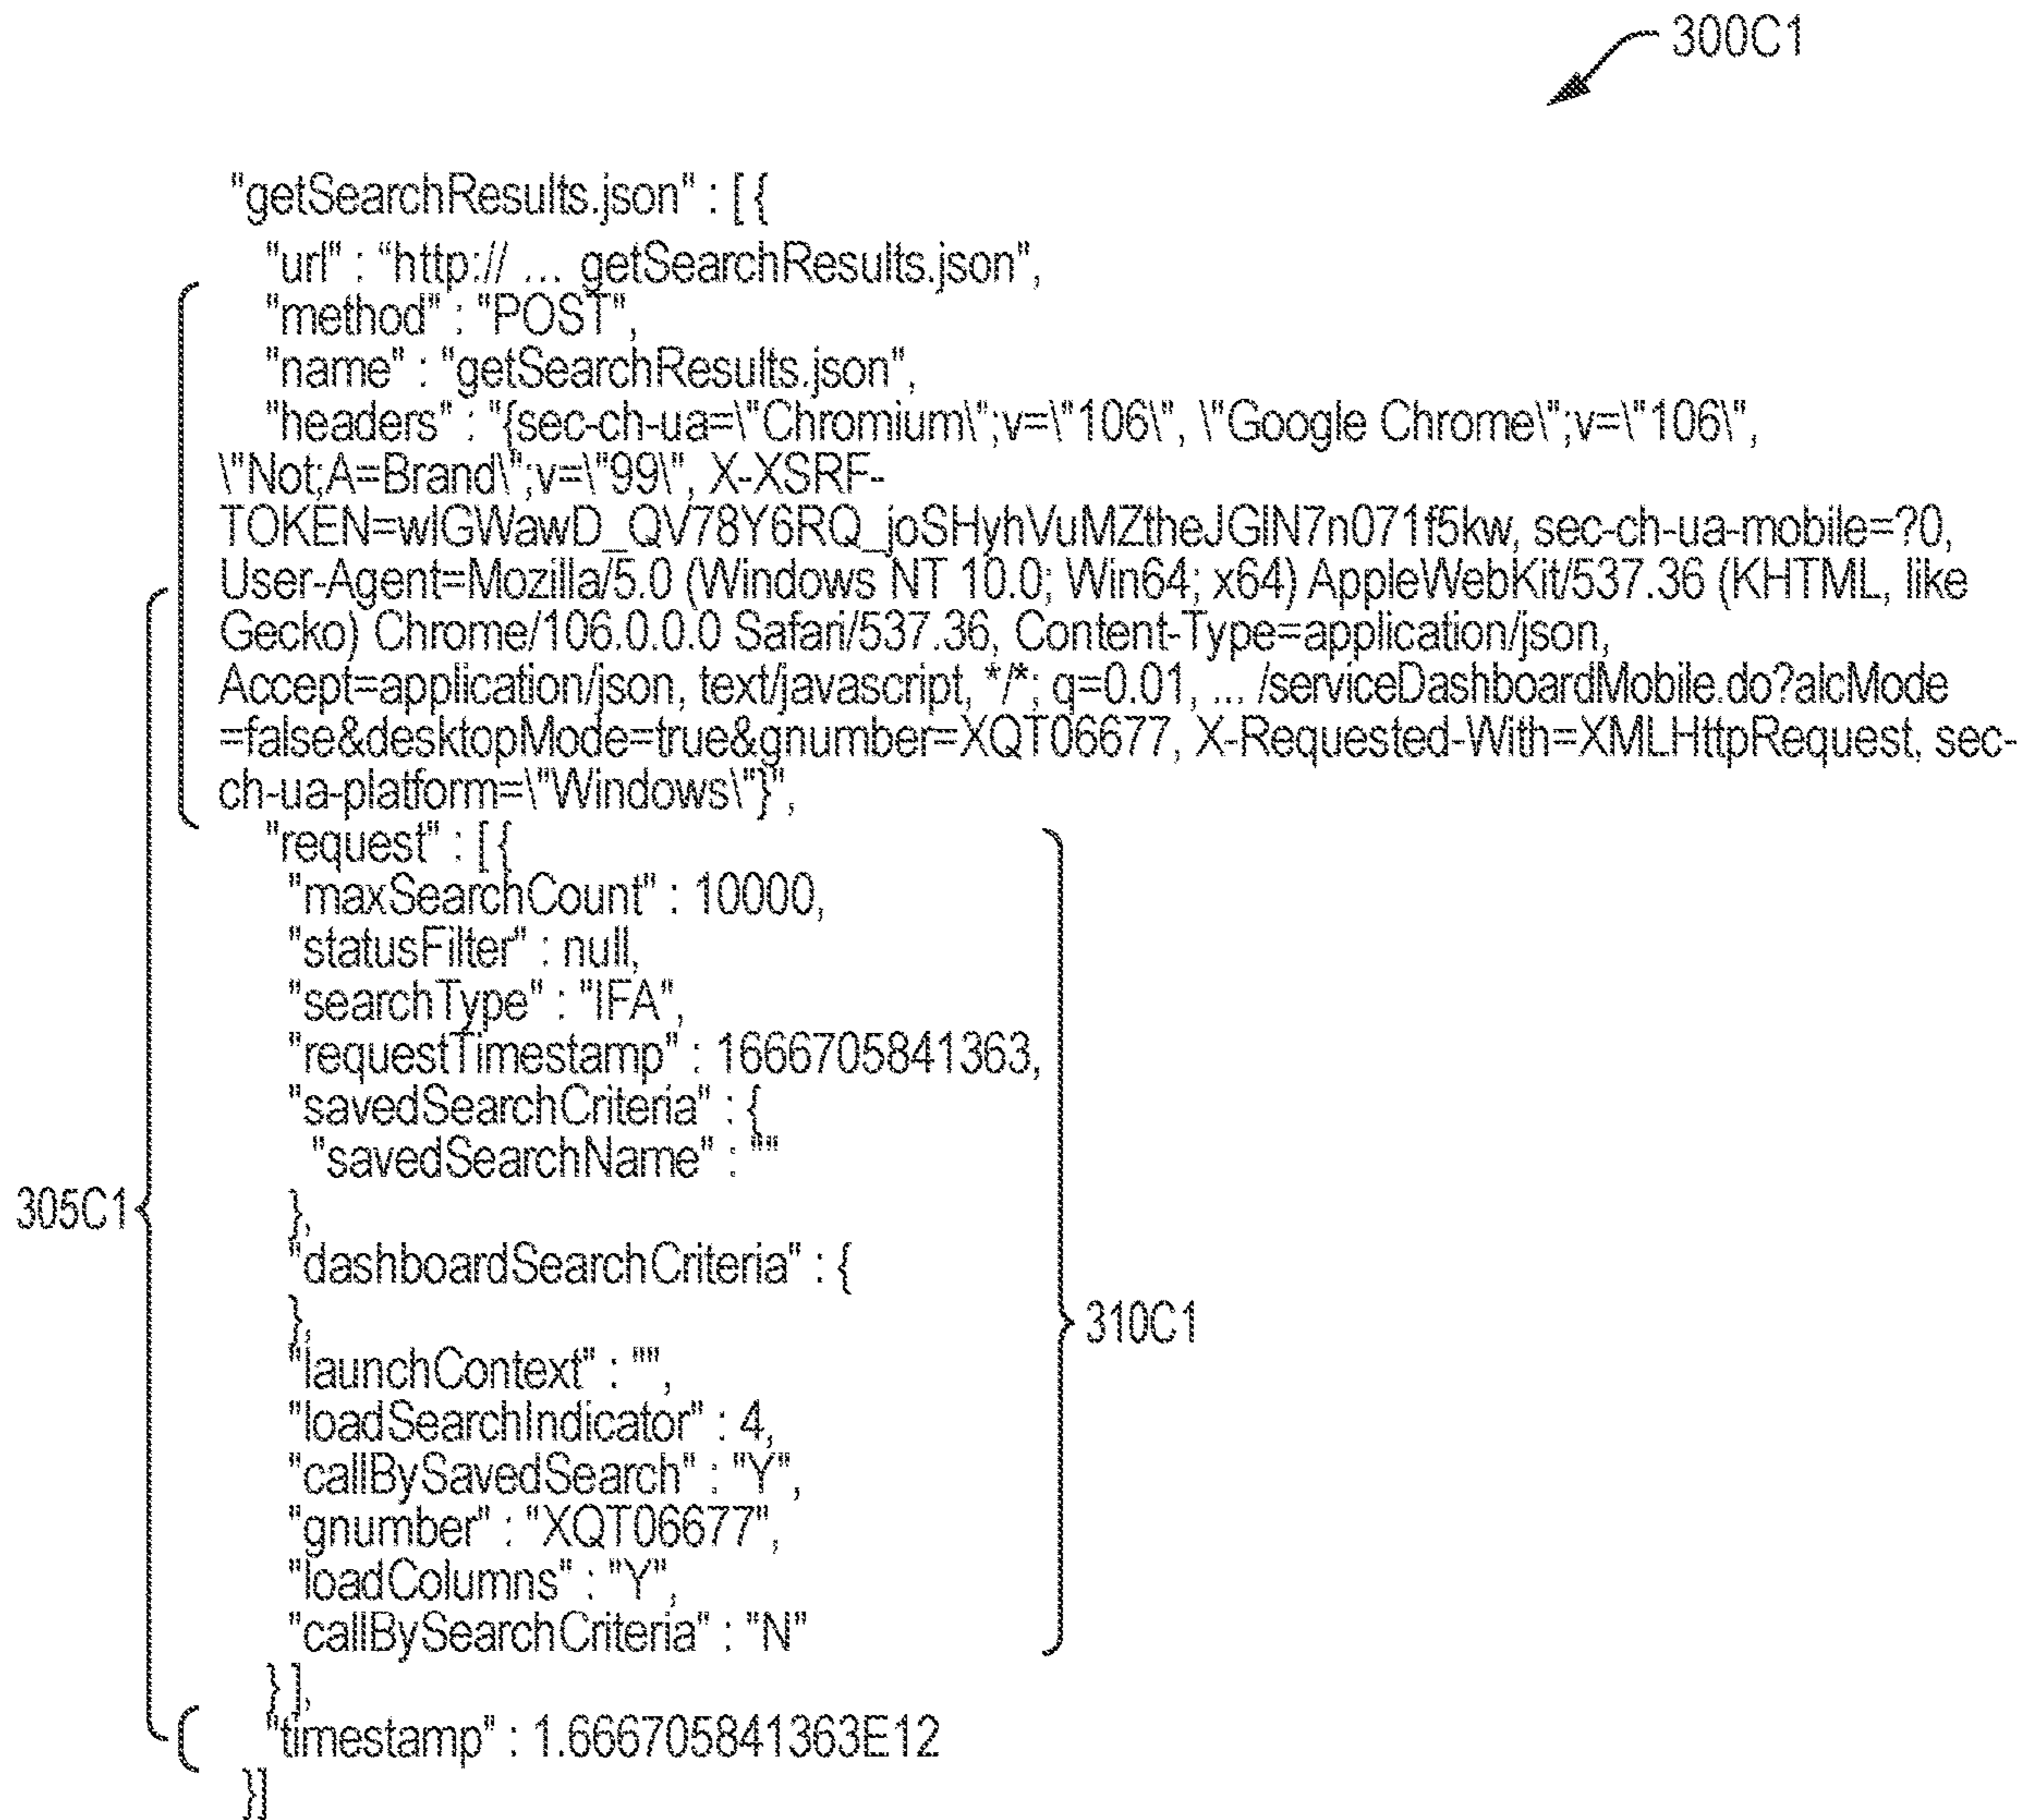 300C1
"getSearchResults.json" : [ {
"url" : “http:// ... getSearchResults.json",
"method" : "POST",
"name" : "getSearchResults.json",
"headers" : "{sec-ch-ua=\"Chromium\";v=\"106\", \"Google Chrome\";v=\"106\",
\"Not;A=Brand\";v=\"99\", X-XSRF-
TOKEN=wIGWawD_QV78Y6RQ_joSHyhVuMZtheJGIN7n071f5kw, sec-ch-ua-mobile=?0,
User-Agent=Mozilla/5.0 (Windows NT 10.0; Win64; x64) AppleWebKit/537.36 (KHTML, like
Gecko) Chrome/106.0.0.0 Safari/537.36, Content-Type=application/json,
Accept=application/json, text/javascript, */*; q=0.01, ... /serviceDashboardMobile.do?alcMode
=false&desktopMode=true&gnumber=XQT06677, X-Requested-With=XMLHttpRequest, sec-
ch-ua-platform=\"Windows\"}",
"request" : [ {
"maxSearchCount" : 10000,
"statusFilter" : null,
"searchType" : "IFA",
"requestTimestamp" : 1666705841363,
"savedSearchCriteria" : {
"savedSearchName" : ""
305C1
},
"dashboardSearchCriteria" : {
},
310C1
"launchContext" : "",
"loadSearchIndicator" : 4,
"callBySavedSearch" : "Y",
"gnumber" : "XQT06677",
"loadColumns" : "Y",
"callBySearchCriteria" : "N"
} ],
"timestamp" : 1.666705841363E12
}]